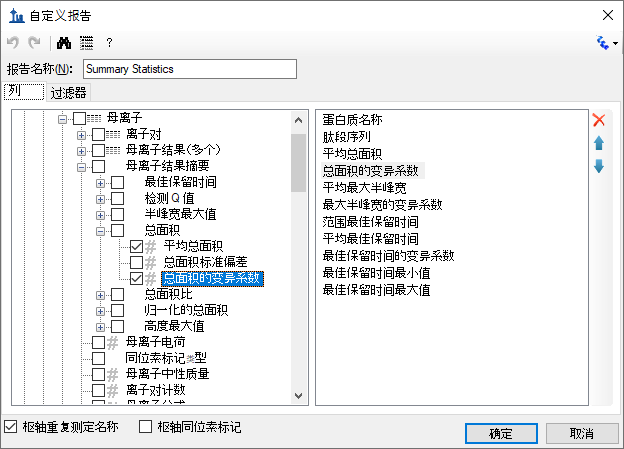 自定义报告
?
报告名称(N):
Summary Statistics
列
过滤器
母离子
离子对
母离子结果(多个)
母离子结果摘要
最佳保留时间
检测 Q 值
半峰宽最大值
总面积
平均总面积
总面积标准偏差
总面积的变异系数
总面积比
归一化的总面积
高度最大值
母离子电荷
同位素标记类型
母离子中性质量
离子对计数
母离子公式
蛋白质名称
肽段序列
平均总面积
总面积的变异系数
平均最大半峰宽
最大半峰宽的变异系数
范围最佳保留时间
平均最佳保留时间
最佳保留时间的变异系数
最佳保留时间最小值
最佳保留时间最大值
枢轴重复测定名称
枢轴同位素标记
确定
取消